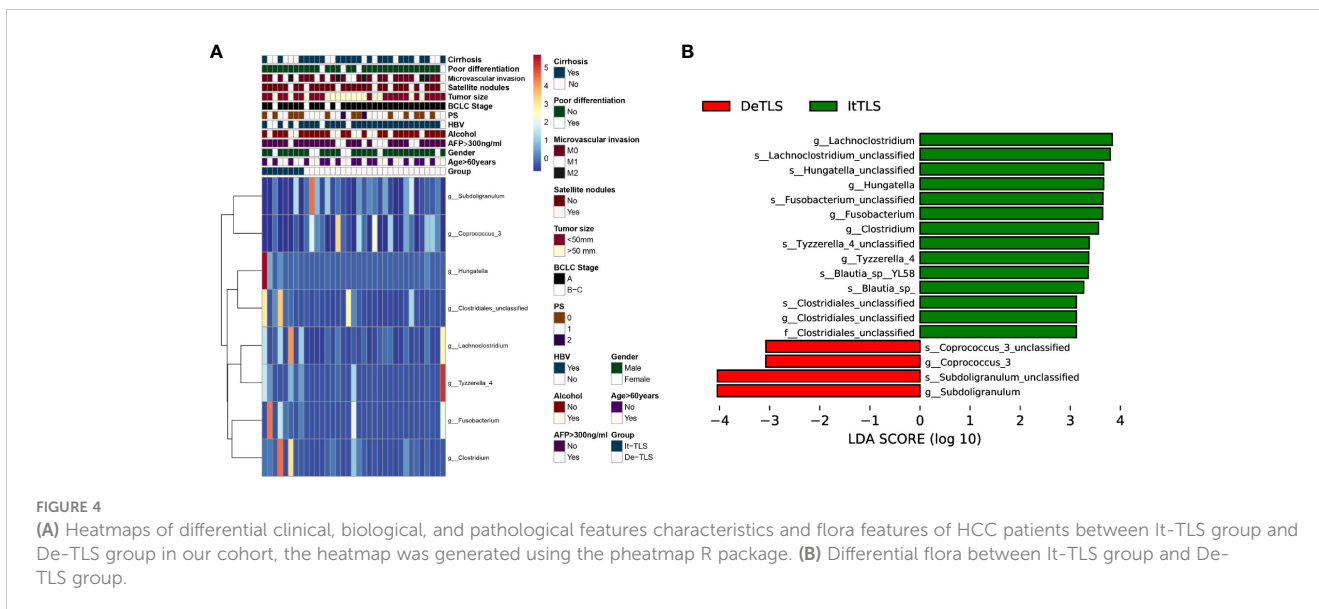 A
Cirrhosis
Poor differentiation
Microvascular invasion
Satellite nodules
Tumor size
BCLC Stage
PS
HBV
Alcohol
AFP>300ng/ml
Gender
Age>60years
Group
g__Subdoligranulum
g__Coprococcus_3
g__Hungatella
g__Clostridiales_unclassified
g__Lachnoclostridium
g__Tyzzerella_4
g__Fusobacterium
g__Clostridium
5
4
3
2
1
0
Cirrhosis
Yes
No
Poor differentiation
No
Yes
Microvascular invasion
M0
M1
M2
Satellite nodules
No
Yes
Tumor size
<50mm
>50 mm
BCLC Stage
A
B−C
PS
0
1
2
HBV
Yes
No
Alcohol
No
Yes
AFP>300ng/ml
No
Yes
Gender
Male
Female
Age>60years
No
Yes
Group
It−TLS
De−TLS
B
DeTLS ItTLS
g__Lachnoclostridium
s__Lachnoclostridium_unclassified
s__Hungatella_unclassified
g__Hungatella
s__Fusobacterium_unclassified
g__Fusobacterium
g__Clostridium
s__Tyzzerella_4_unclassified
g__Tyzzerella_4
s__Blautia_sp__YL58
s__Blautia_sp_
s__Clostridiales_unclassified
g__Clostridiales_unclassified
f__Clostridiales_unclassified
s__Coprococcus_3_unclassified
g__Coprococcus_3
s__Subdoligranulum_unclassified
g__Subdoligranulum
−4 −3 −2 −1 0 1 2 3 4
LDA SCORE (log 10)
FIGURE 4
(A) Heatmaps of differential clinical, biological, and pathological features characteristics and flora features of HCC patients between It-TLS group and
De-TLS group in our cohort, the heatmap was generated using the pheatmap R package. (B) Differential flora between It-TLS group and De-
TLS group.